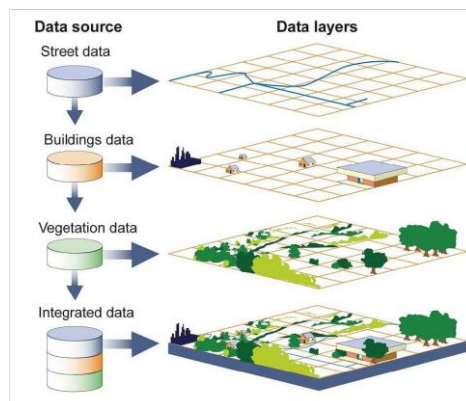 Data source
Data layers
Street data
Buildings data
Vegetation data
Integrated data